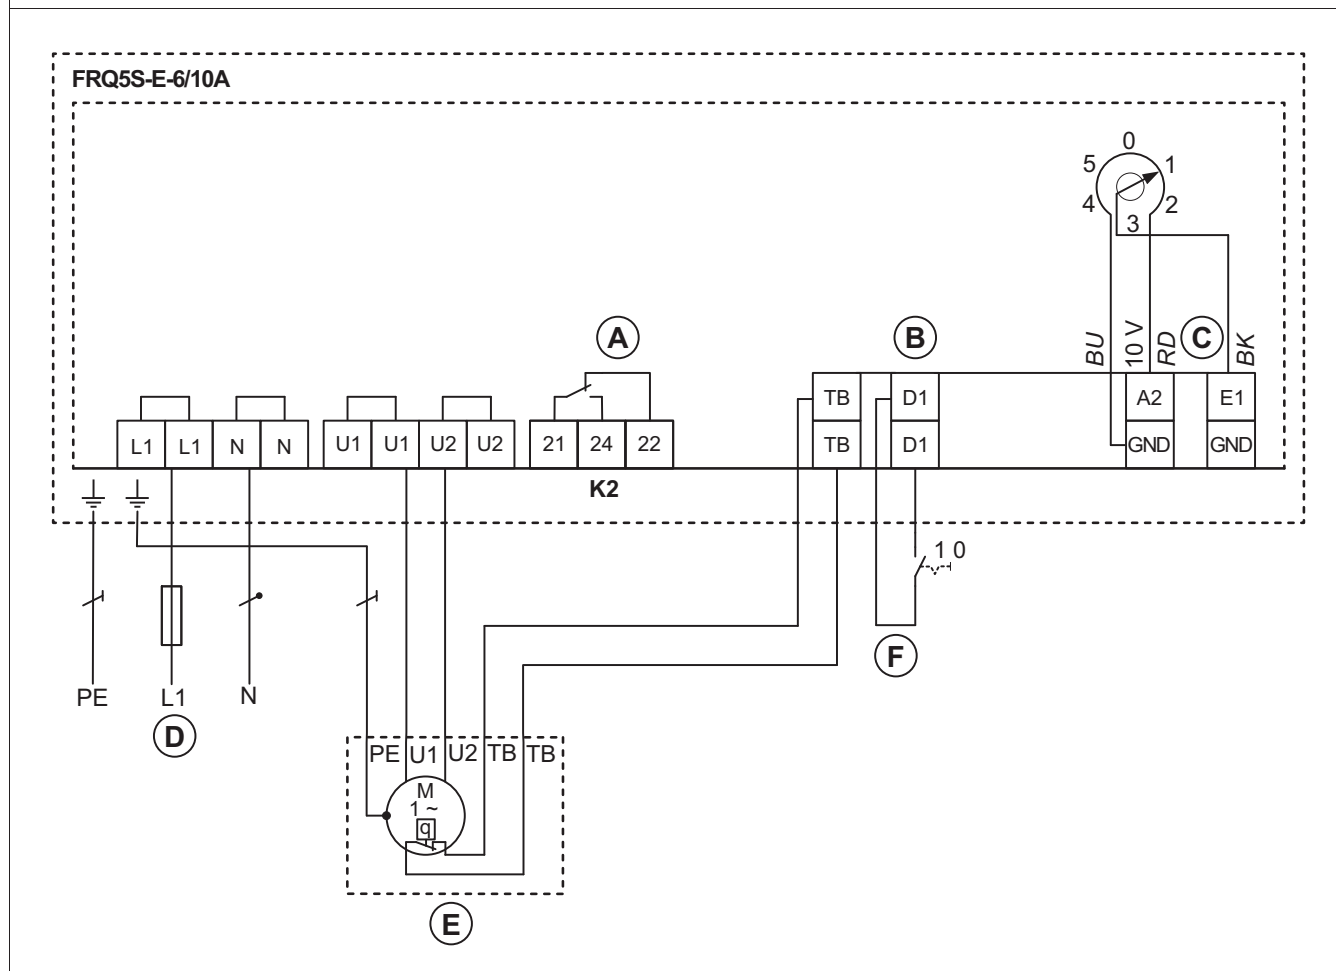 FRQ5S-E-6/10A
0
5 1
4 2
3
A B C
BU 10 V RD BK
TB D1 A2 E1
L1 L1 N N U1 U1 U2 U2 21 24 22 TB D1 GND GND
K2
1 0
F
PE L1 N
D
PE U1 U2 TB TB
M
1 ~
q
E